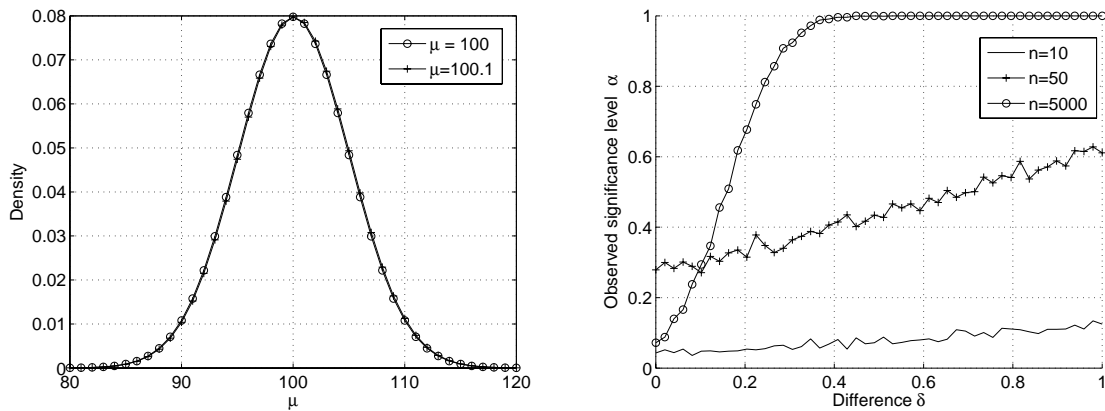 0.08
0.07
0.06
0.05
0.04
0.03
0.02
0.01
0
80
90
100
110
120
Density
μ
μ = 100
μ=100.1
1
0.8
0.6
0.4
0.2
0
0
0.2
0.4
0.6
0.8
1
Observed significance level α
Difference δ
n=10
n=50
n=5000